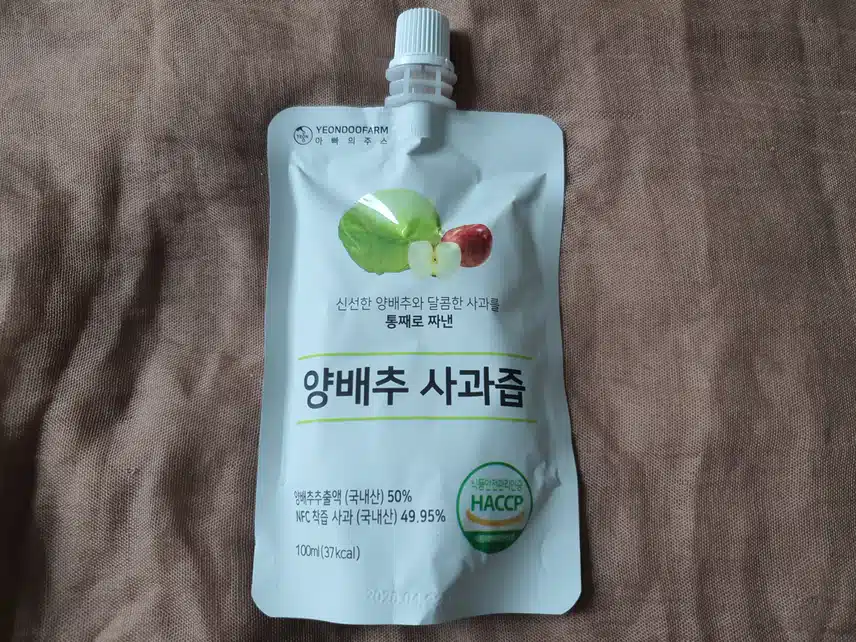 YEONDOOFARM
아빠의주스
신선한 양배추와 달콤한 사과를
통째로 짜낸
양배추 사과즙
양배추추출액 (국내산) 50%
NFC 착즙 사과 (국내산) 49.95%
100ml(37kcal)
식품안전관리인증
HACCP